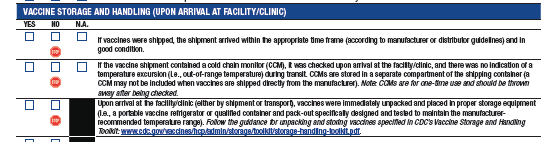 VACCINE STORAGE AND HANDLING (UPON ARRIVAL AT FACILITY/CLINIC)
YES NO N.A.
If vaccines were shipped, the shipment arrived within the appropriate time frame (according to manufacturer or distributor guidelines) and in
good condition.
STOP
If the vaccine shipment contained a cold chain monitor (CCM), it was checked upon arrival at the facility/clinic, and there was no indication of a
temperature excursion (i.e., out-of-range temperature) during transit. CCMs are stored in a separate compartment of the shipping container (a
CCM may not be included when vaccines are shipped directly from the manufacturer). Note: CCMs are for one-time use and should be thrown
away after being checked.
STOP
Upon arrival at the facility/clinic (either by shipment or transport), vaccines were immediately unpacked and placed in proper storage equipment
(i.e., a portable vaccine refrigerator or qualified container and pack-out specifically designed and tested to maintain the manufacturer-
recommended temperature range). Follow the guidance for unpacking and storing vaccines specified in CDC's Vaccine Storage and Handling
Toolkit: www.cdc.gov/vaccines/hcp/admin/storage/toolkit/storage-handling-toolkit.pdf.
STOP